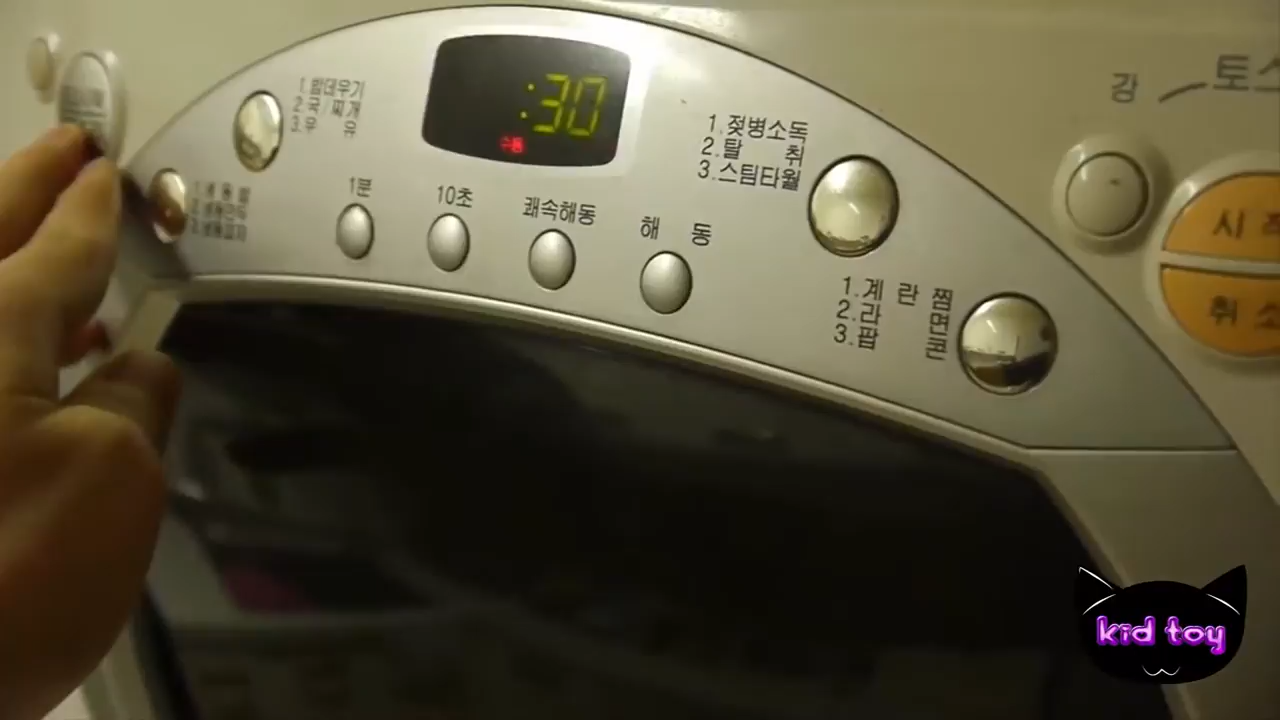 :30
수동
1.밥데우기
2.국/찌개
3.우 유
1분
10초
쾌속해동
해 동
1.젖병소독
2.탈 취
3.스팀타월
1.계 란 찜
2.라 면
3.팝 콘
강
시
취
kid toy